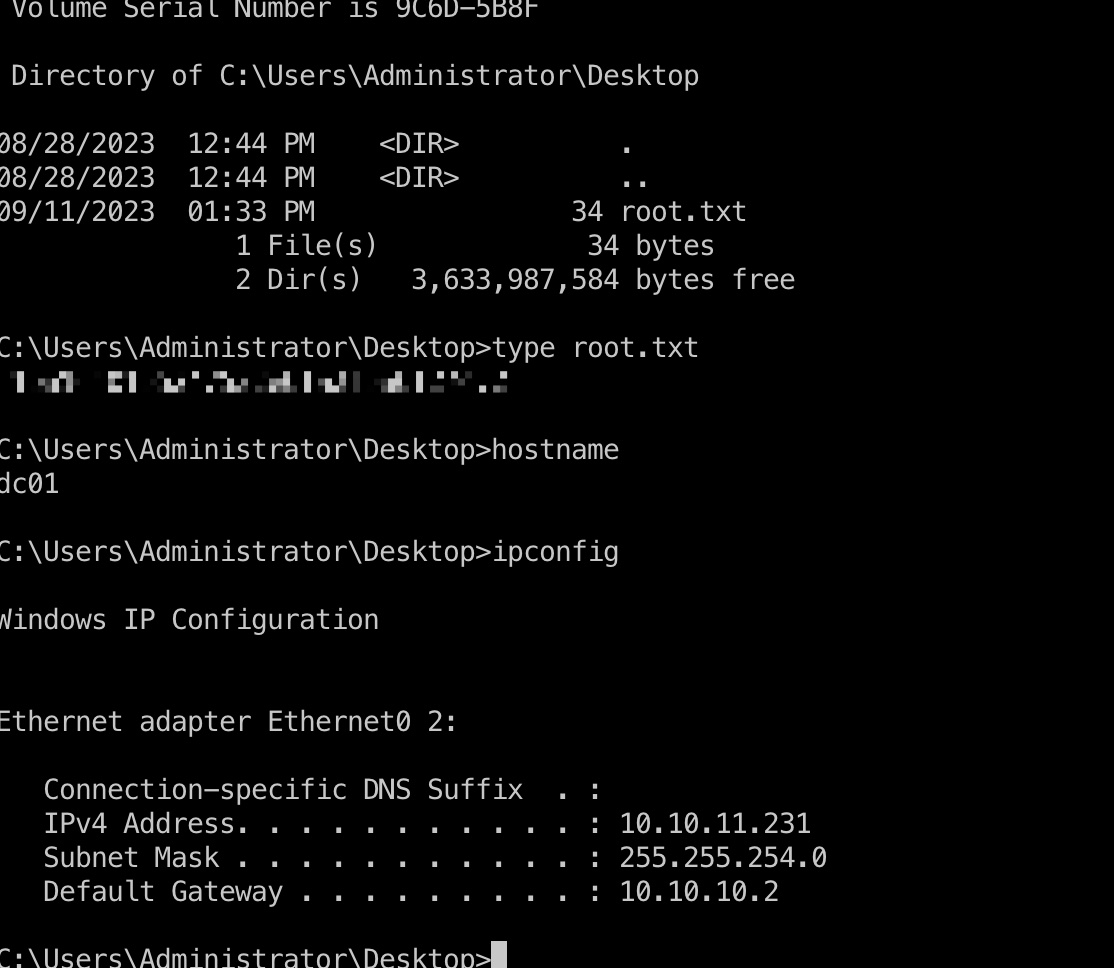 Volume Serial Number is 9C6D-5B8F
Directory of C:\Users\Administrator\Desktop
08/28/2023  12:44 PM    <DIR>          .
08/28/2023  12:44 PM    <DIR>          ..
09/11/2023  01:33 PM                34 root.txt
               1 File(s)             34 bytes
               2 Dir(s)   3,633,987,584 bytes free
C:\Users\Administrator\Desktop>type root.txt
C:\Users\Administrator\Desktop>hostname
dc01
C:\Users\Administrator\Desktop>ipconfig
Windows IP Configuration
Ethernet adapter Ethernet0 2:
   Connection-specific DNS Suffix  . :
   IPv4 Address. . . . . . . . . . . : 10.10.11.231
   Subnet Mask . . . . . . . . . . . : 255.255.254.0
   Default Gateway . . . . . . . . . : 10.10.10.2
C:\Users\Administrator\Desktop>